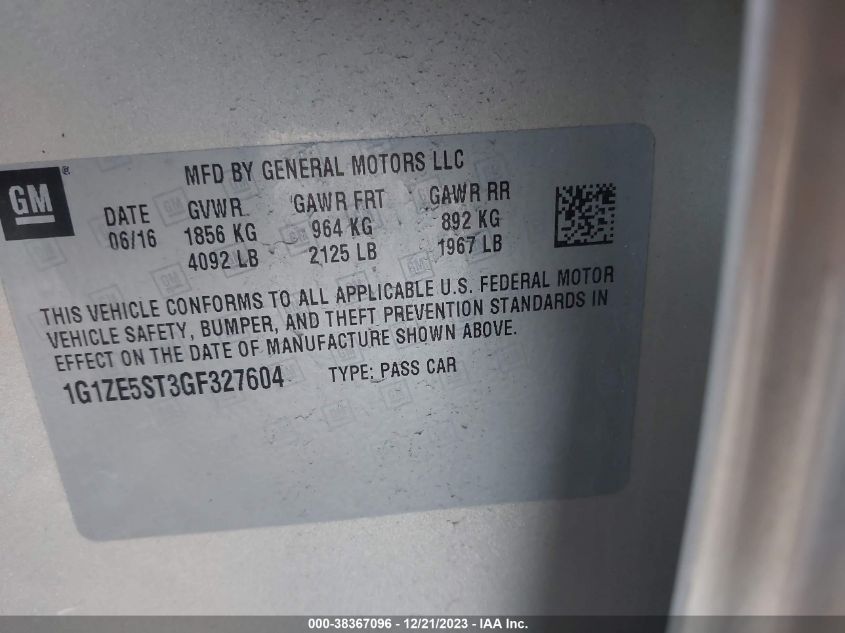 MFD BY GENERAL MOTORS LLC
GM®
DATE GVWR GAWR FRT GAWR RR
06/16 1856 KG 964 KG 892 KG
4092 LB 2125 LB 1967 LB
THIS VEHICLE CONFORMS TO ALL APPLICABLE U.S. FEDERAL MOTOR
VEHICLE SAFETY, BUMPER, AND THEFT PREVENTION STANDARDS IN
EFFECT ON THE DATE OF MANUFACTURE SHOWN ABOVE.
1G1ZE5ST3GF327604 TYPE: PASS CAR
000-38367096 - 12/21/2023 - IAA Inc.